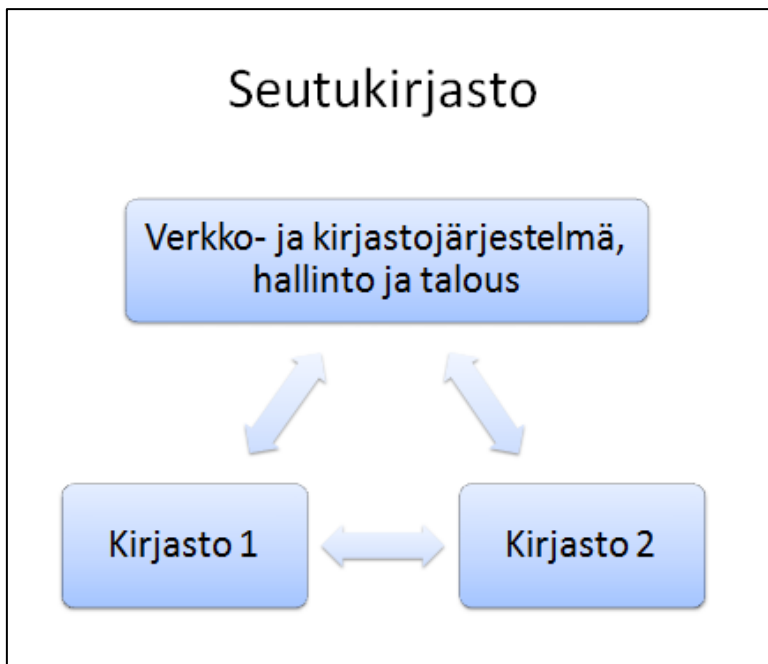 Seutukirjasto
Verkko- ja kirjastojärjestelmä,
hallinto ja talous
Kirjasto 1
Kirjasto 2